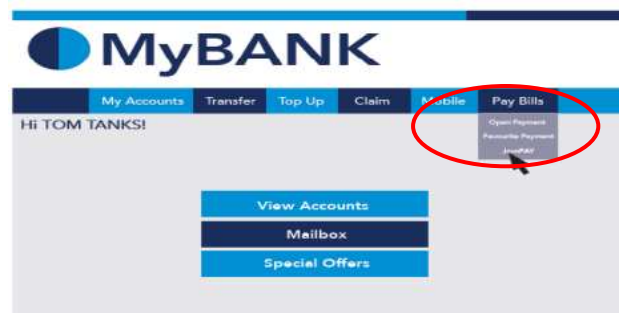 MyBANK
My Accounts Transfer Top Up Claim Mobile Pay Bills
Hi TOM TANKS!
Open Payment
Favourite Payment
JomPAY
View Accounts
Mailbox
Special Offers